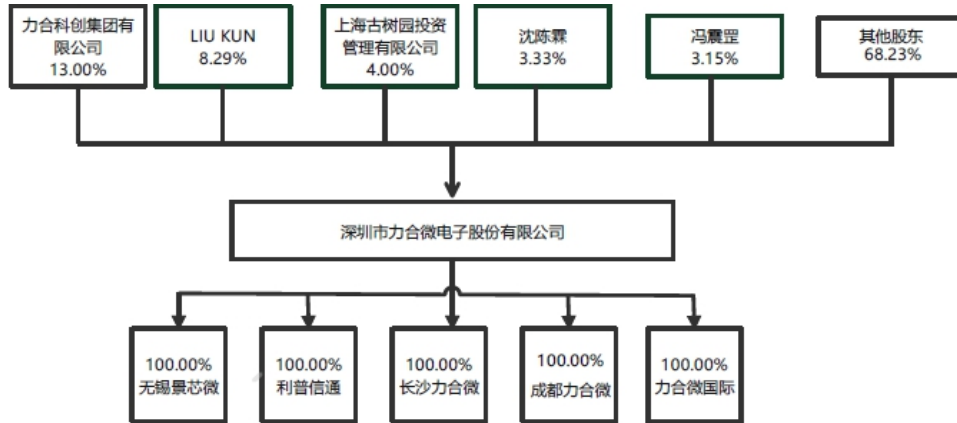 力合科创集团有
限公司
13.00%
LIU KUN
8.29%
上海古树园投资
管理有限公司
4.00%
沈陈霖
3.33%
冯震罡
3.15%
其他股东
68.23%
深圳市力合微电子股份有限公司
100.00%
无锡景芯微
100.00%
利普信通
100.00%
长沙力合微
100.00%
成都力合微
100.00%
力合微国际